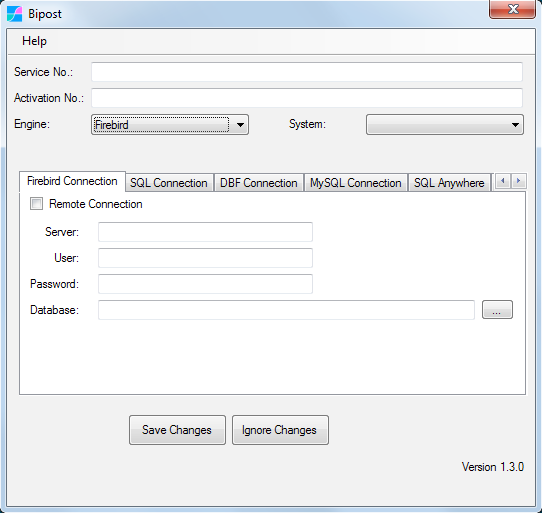 Bipost
Help
Service No.:
Activation No.:
Engine: Firebird System:
Firebird Connection SQL Connection DBF Connection MySQL Connection SQL Anywhere
Remote Connection
Server:
User:
Password:
Database: ...
Save Changes Ignore Changes
Version 1.3.0